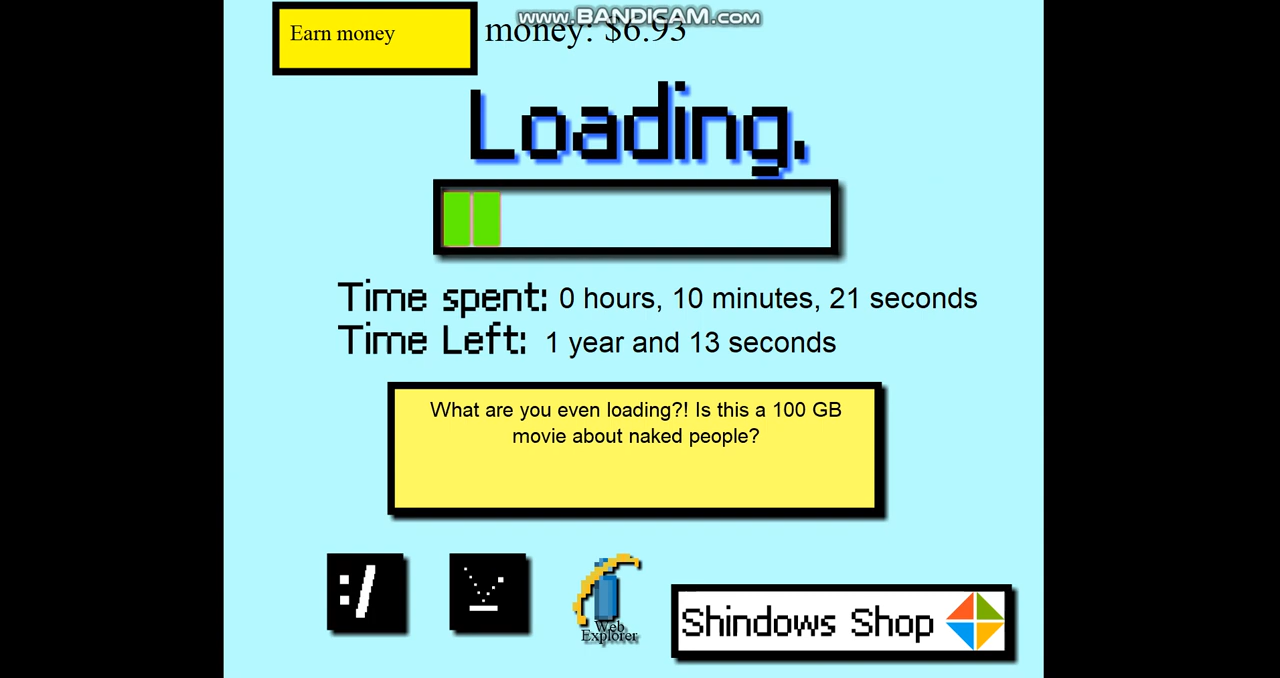 www.BANDICAM.com
Earn money
money: $6.93
Loading.
Time spent: 0 hours, 10 minutes, 21 seconds
Time Left: 1 year and 13 seconds
What are you even loading?! Is this a 100 GB
movie about naked people?
:/
Web
Explorer
Shindows Shop